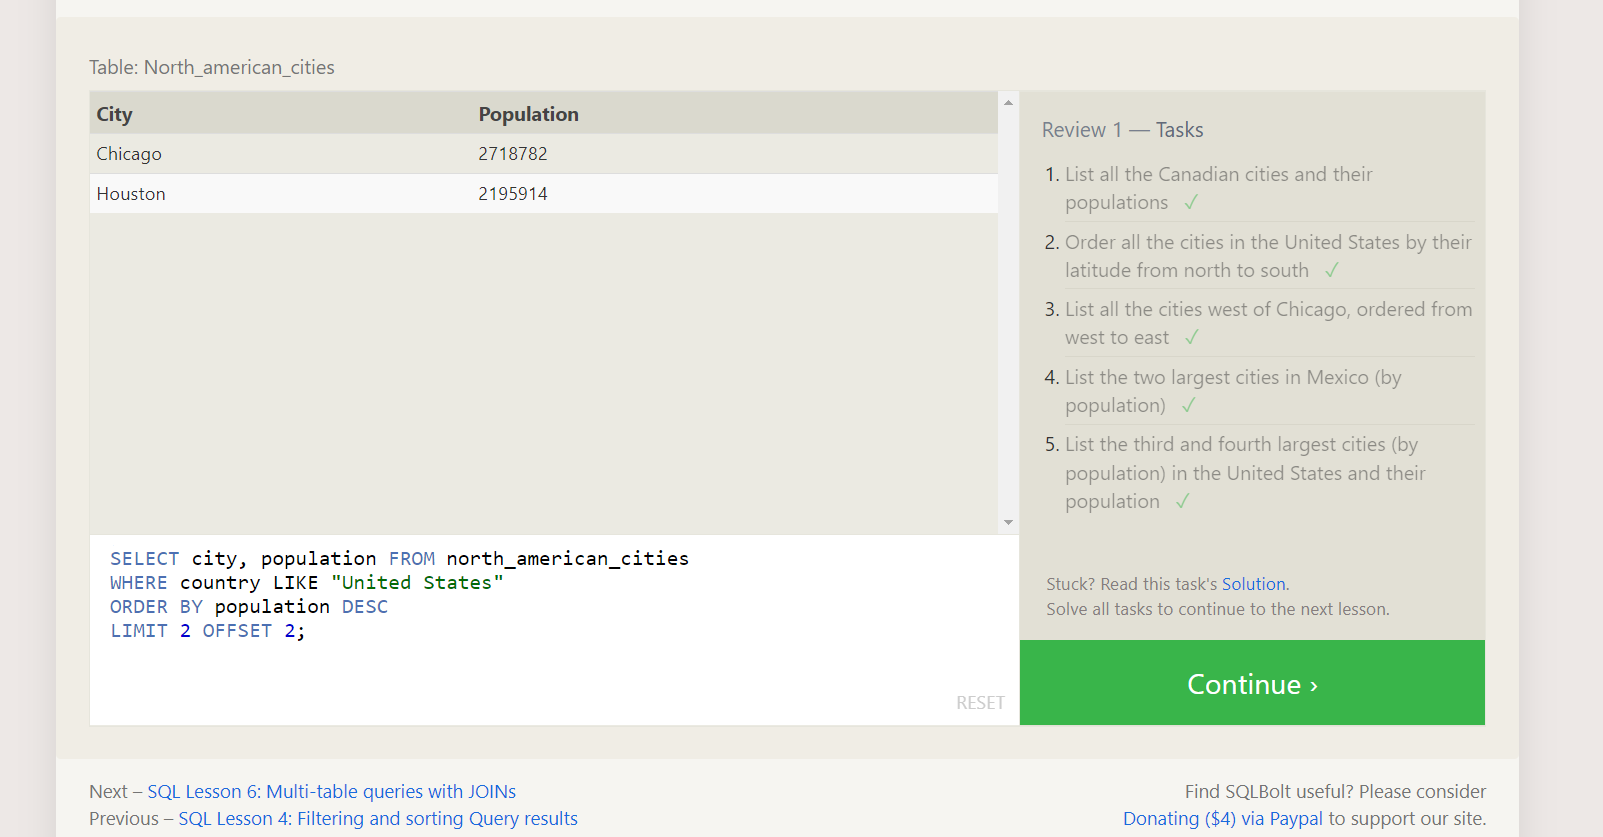 Table: North_american_cities
City Population
Chicago 2718782
Houston 2195914
SELECT city, population FROM north_american_cities
WHERE country LIKE "United States"
ORDER BY population DESC
LIMIT 2 OFFSET 2;
RESET
Review 1 — Tasks
1. List all the Canadian cities and their
populations ✓
2. Order all the cities in the United States by their
latitude from north to south ✓
3. List all the cities west of Chicago, ordered from
west to east ✓
4. List the two largest cities in Mexico (by
population) ✓
5. List the third and fourth largest cities (by
population) in the United States and their
population ✓
Stuck? Read this task's Solution.
Solve all tasks to continue to the next lesson.
Continue ›
Next – SQL Lesson 6: Multi-table queries with JOINs
Previous – SQL Lesson 4: Filtering and sorting Query results
Find SQLBolt useful? Please consider
Donating ($4) via Paypal to support our site.